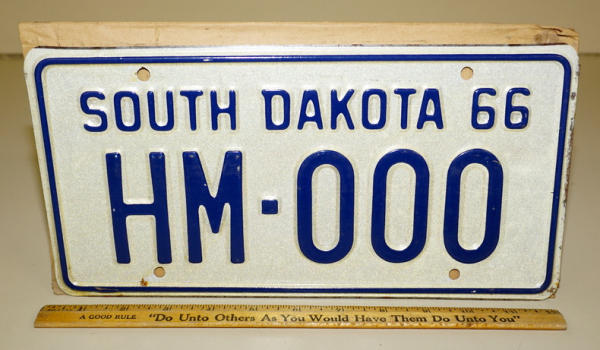 SOUTH DAKOTA 66
HM-000
A GOOD RULE "Do Unto Others As You Would Have Them Do Unto You"